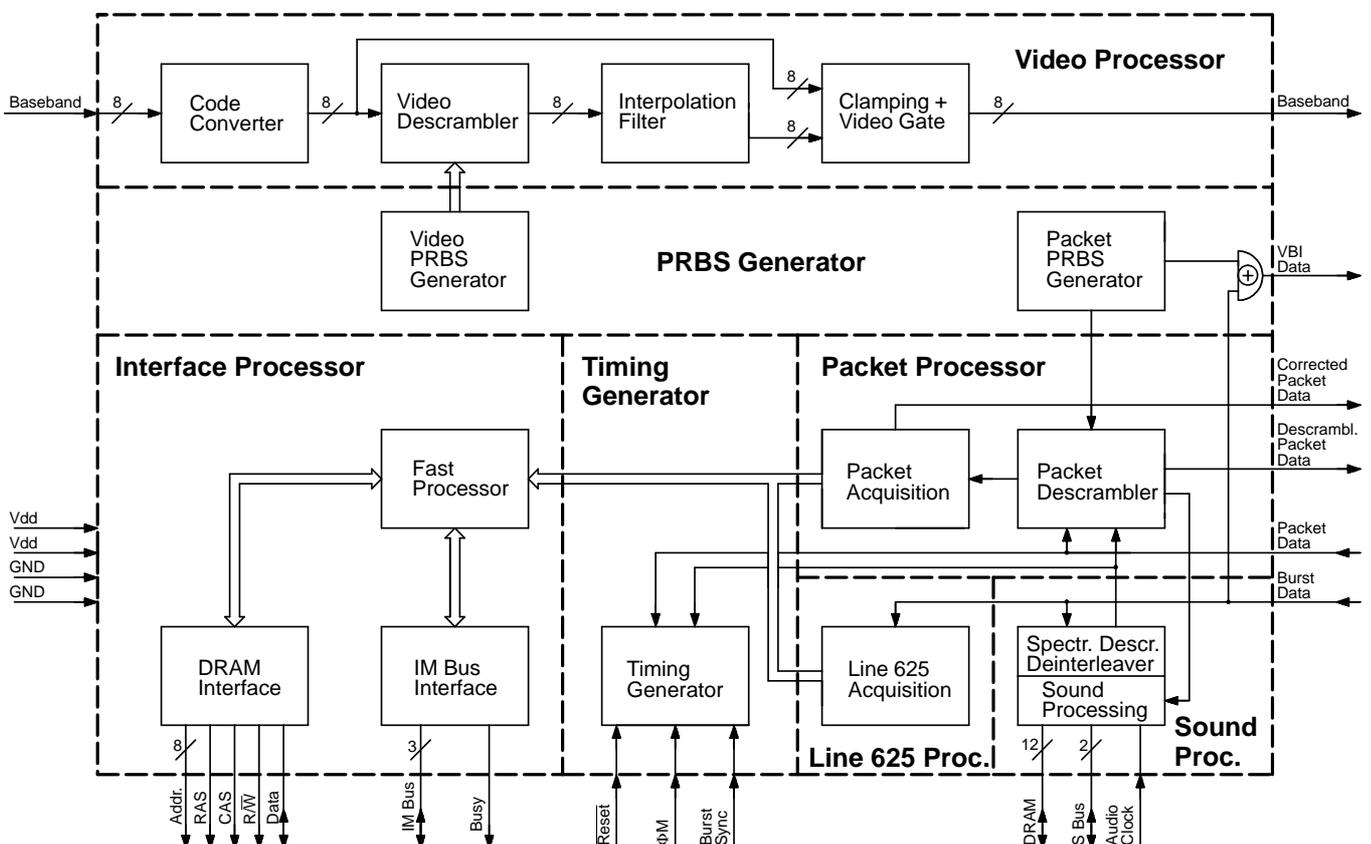 Video Processor
Baseband
8
Code
Converter
8
Video
Descrambler
8
Interpolation
Filter
8
8
Clamping +
Video Gate
8
Baseband
Video
PRBS
Generator
PRBS Generator
Packet
PRBS
Generator
+
VBI
Data
Interface Processor
Timing
Generator
Packet Processor
Corrected
Packet
Data
Descrambl.
Packet
Data
Fast
Processor
Packet
Acquisition
Packet
Descrambler
Vdd
Vdd
GND
GND
Packet
Data
Burst
Data
DRAM
Interface
IM Bus
Interface
Timing
Generator
Line 625
Acquisition
Spectr. Descr.
Deinterleaver
Sound
Processing
Sound
Proc.
Line 625 Proc.
8
3
12
2
Addr.
RAS
CAS
R/W̅
Data
IM Bus
Busy
Reset
ΦM
Burst
Sync
DRAM
S Bus
Audio
Clock